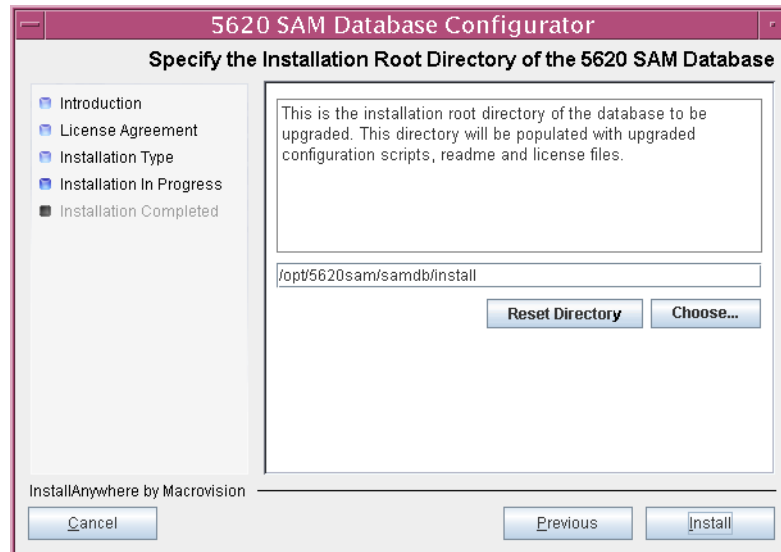 5620 SAM Database Configurator
Specify the Installation Root Directory of the 5620 SAM Database
Introduction
License Agreement
Installation Type
Installation In Progress
Installation Completed
This is the installation root directory of the database to be
upgraded. This directory will be populated with upgraded
configuration scripts, readme and license files.
/opt/5620sam/samdb/install
Reset Directory
Choose...
InstallAnywhere by Macrovision
Cancel
Previous
Install